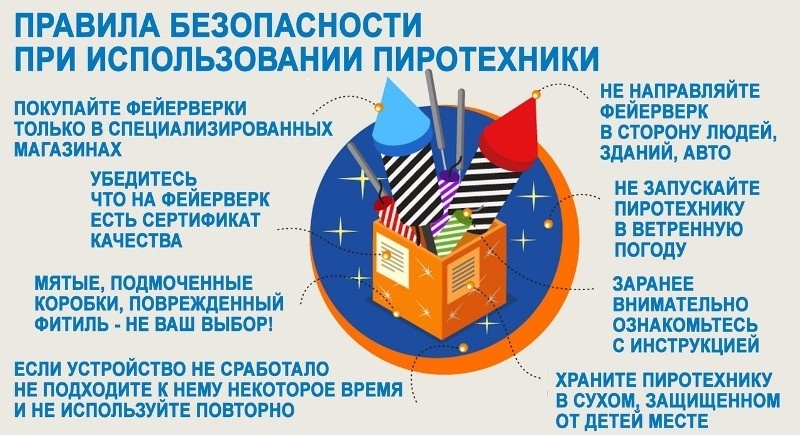 ПРАВИЛА БЕЗОПАСНОСТИ
ПРИ ИСПОЛЬЗОВАНИИ ПИРОТЕХНИКИ
ПОКУПАЙТЕ ФЕЙЕРВЕРКИ
ТОЛЬКО В СПЕЦИАЛИЗИРОВАННЫХ
МАГАЗИНАХ
УБЕДИТЕСЬ
ЧТО НА ФЕЙЕРВЕРК
ЕСТЬ СЕРТИФИКАТ
КАЧЕСТВА
МЯТЫЕ, ПОДМОЧЕННЫЕ
КОРОБКИ, ПОВРЕЖДЕННЫЙ
ФИТИЛЬ - НЕ ВАШ ВЫБОР!
ЕСЛИ УСТРОЙСТВО НЕ СРАБОТАЛО
НЕ ПОДХОДИТЕ К НЕМУ НЕКОТОРОЕ ВРЕМЯ
И НЕ ИСПОЛЬЗУЙТЕ ПОВТОРНО
НЕ НАПРАВЛЯЙТЕ
ФЕЙЕРВЕРК
В СТОРОНУ ЛЮДЕЙ,
ЗДАНИЙ, АВТО
НЕ ЗАПУСКАЙТЕ
ПИРОТЕХНИКУ
В ВЕТРЕННУЮ
ПОГОДУ
ЗАРАНЕЕ
ВНИМАТЕЛЬНО
ОЗНАКОМЬТЕСЬ
С ИНСТРУКЦИЕЙ
ХРАНИТЕ ПИРОТЕХНИКУ
В СУХОМ, ЗАЩИЩЕННОМ
ОТ ДЕТЕЙ МЕСТЕ